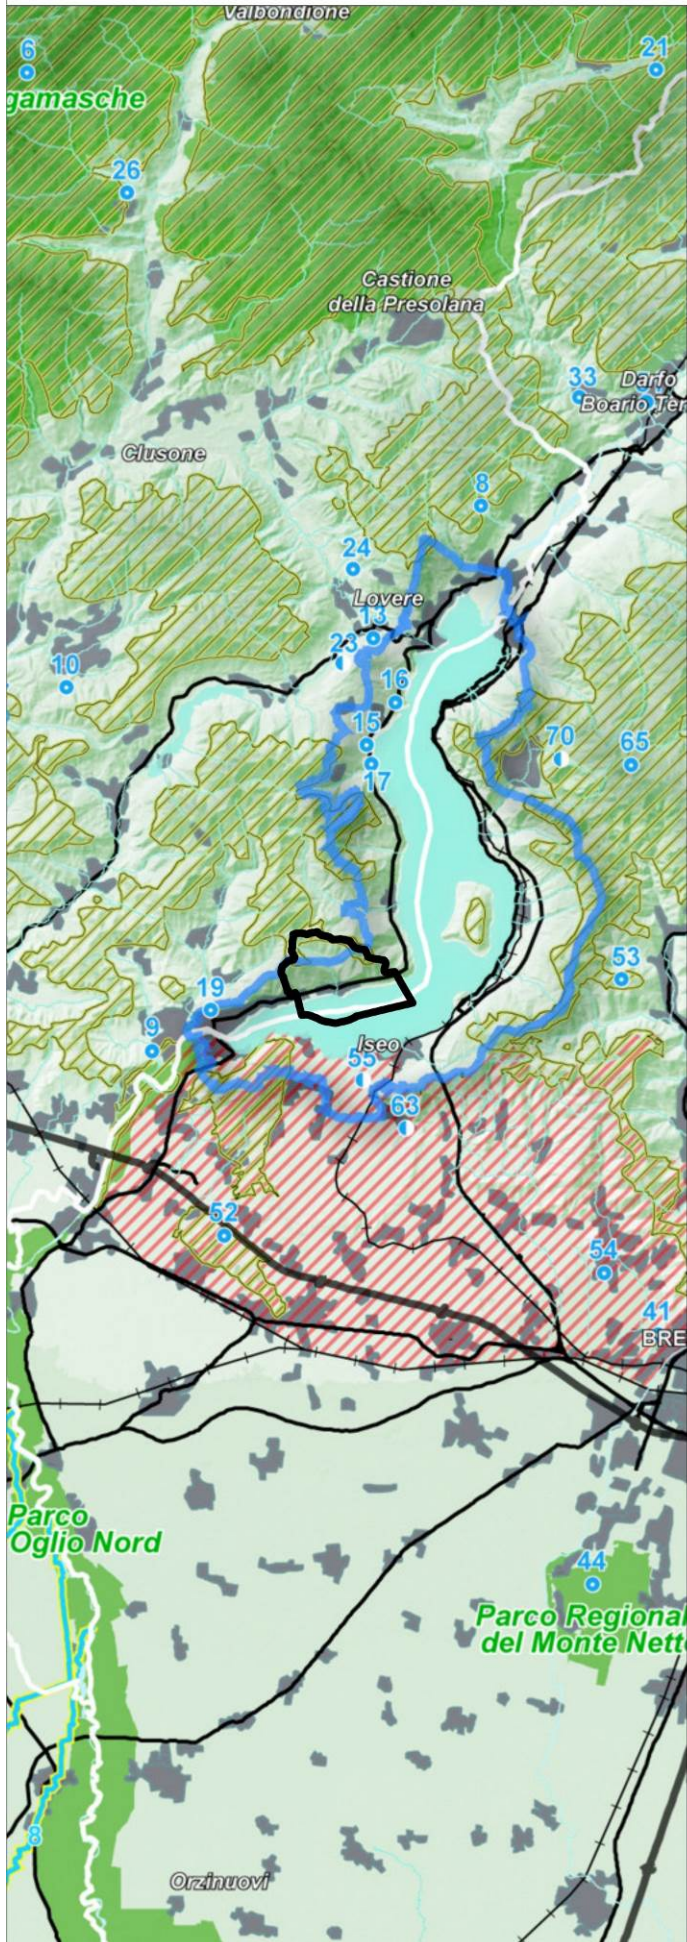 Valbondione
6
21
gamasche
26
Castione
della Presolana
33
Darfo
Boario Ter
Clusone
8
24
Lovere
13
23
10
16
15
70
65
17
53
19
9
Iseo
55
63
52
54
41
BRE
Parco
Oglio Nord
44
Parco Regional
del Monte Nett
8
Orzinuovi